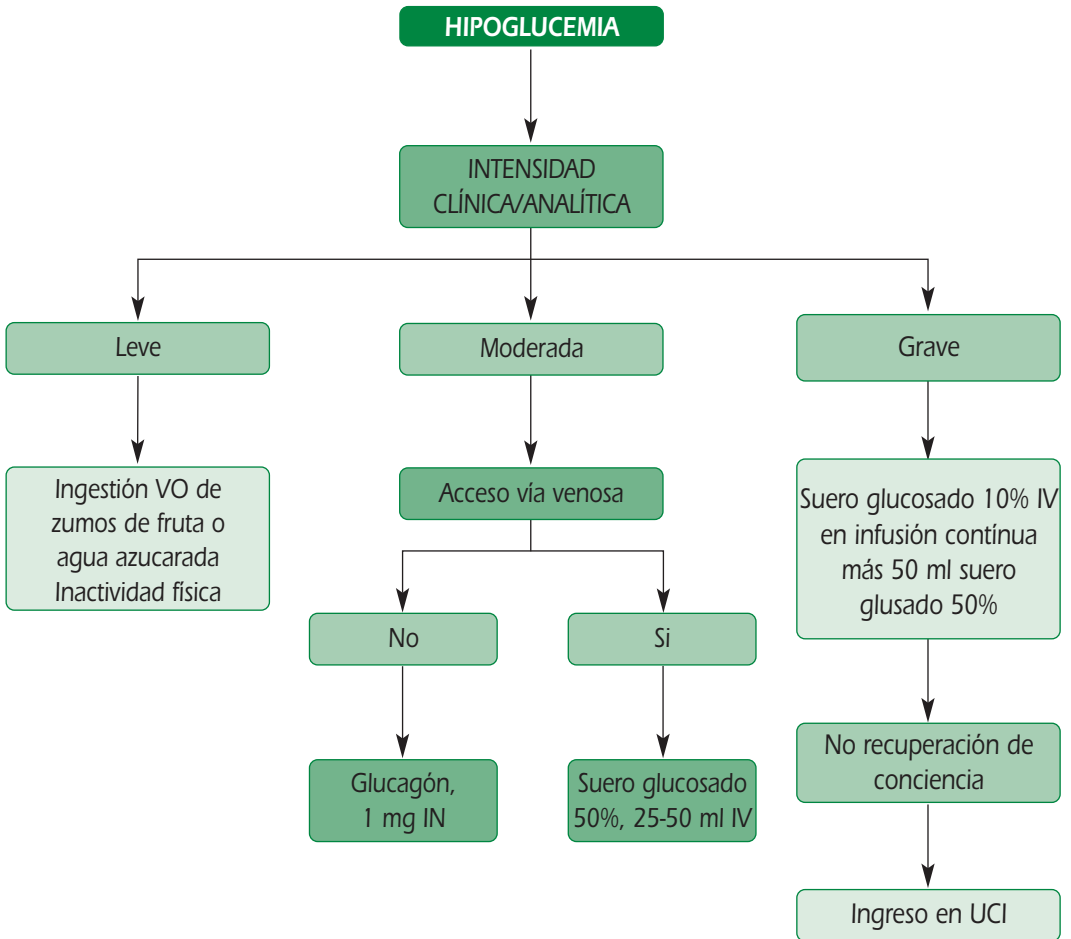 HIPOGLUCEMIA
INTENSIDAD
CLÍNICA/ANALÍTICA
Leve
Moderada
Grave
Ingestión VO de
zumos de fruta o
agua azucarada
Inactividad física
Acceso vía venosa
Suero glucosado 10% IV
en infusión contínua
más 50 ml suero
glusado 50%
No
Si
Glucagón,
1 mg IN
Suero glucosado
50%, 25-50 ml IV
No recuperación de
conciencia
Ingreso en UCI